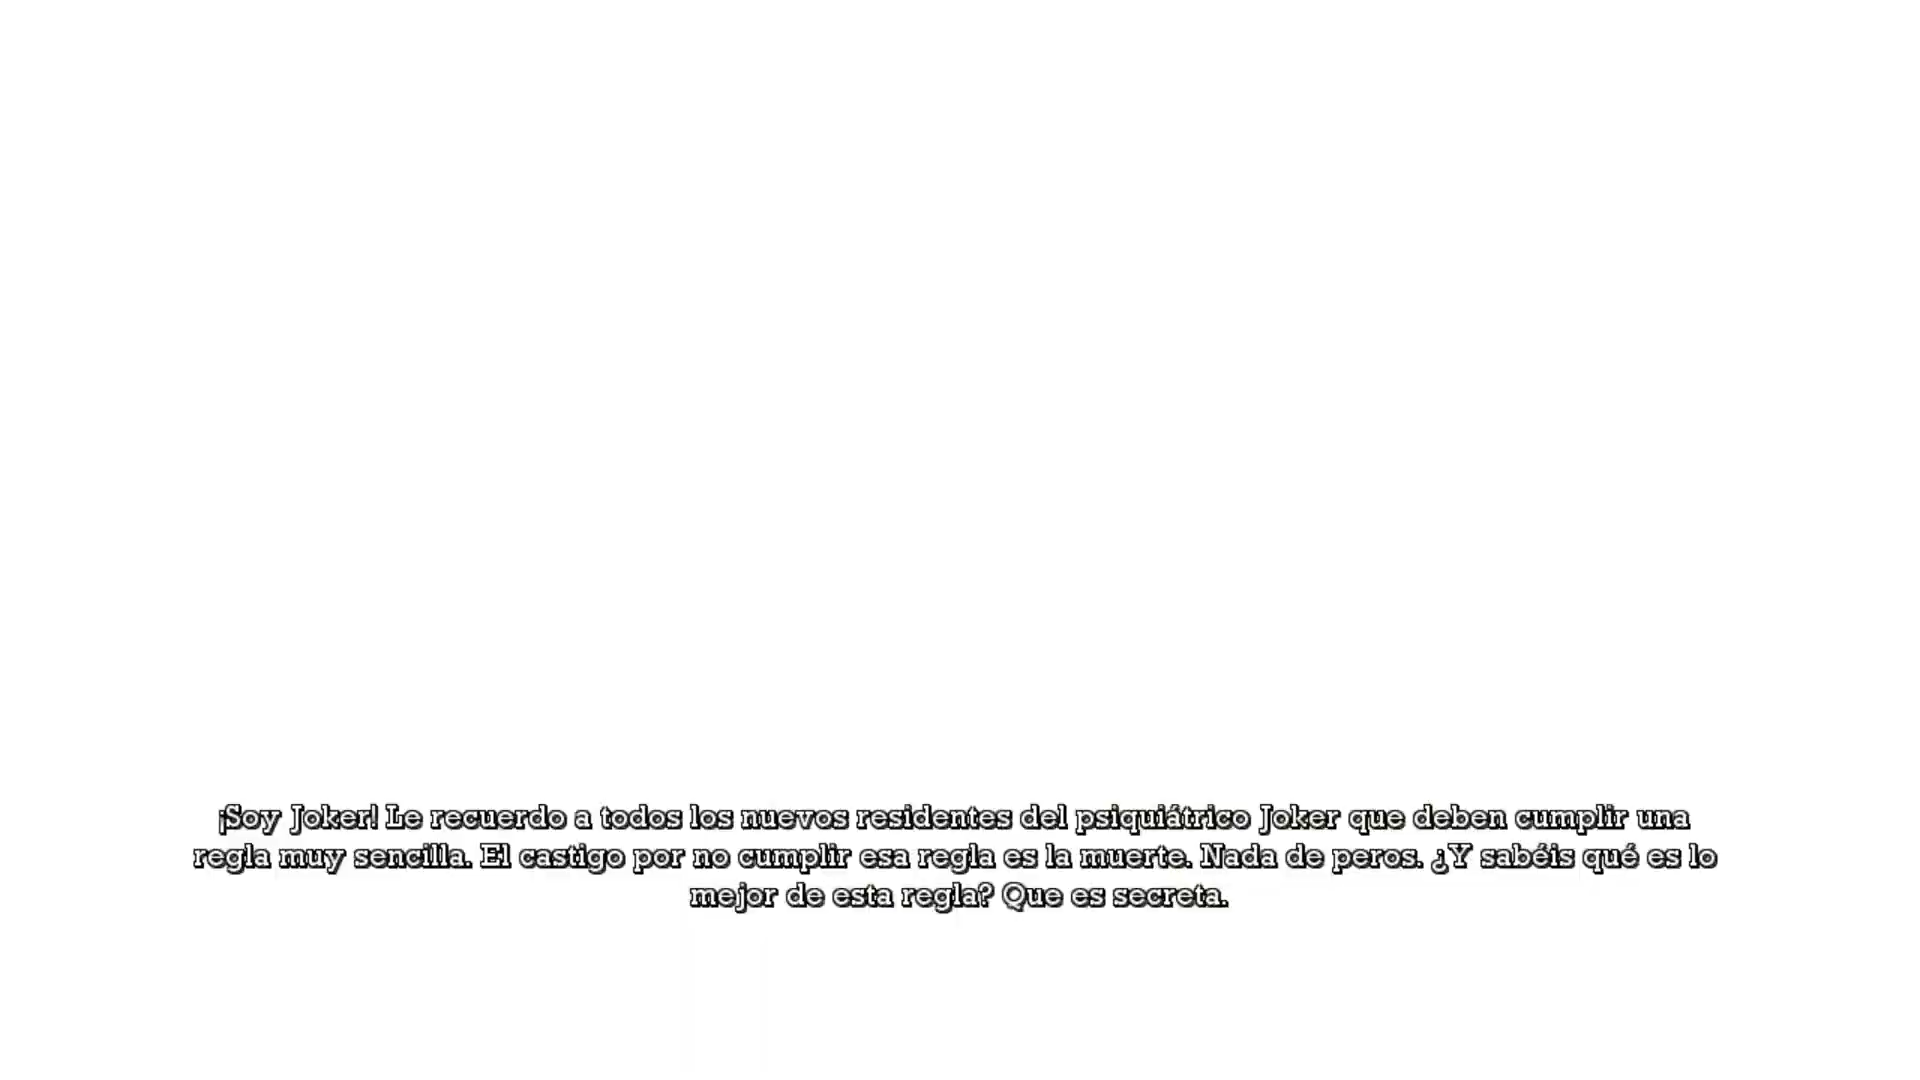 ¡Soy Joker! Le recuerdo a todos los nuevos residentes del psiquiátrico Joker que deben cumplir una
regla muy sencilla. El castigo por no cumplir esa regla es la muerte. Nada de peros. ¿Y sabéis qué es lo
mejor de esta regla? Que es secreta.